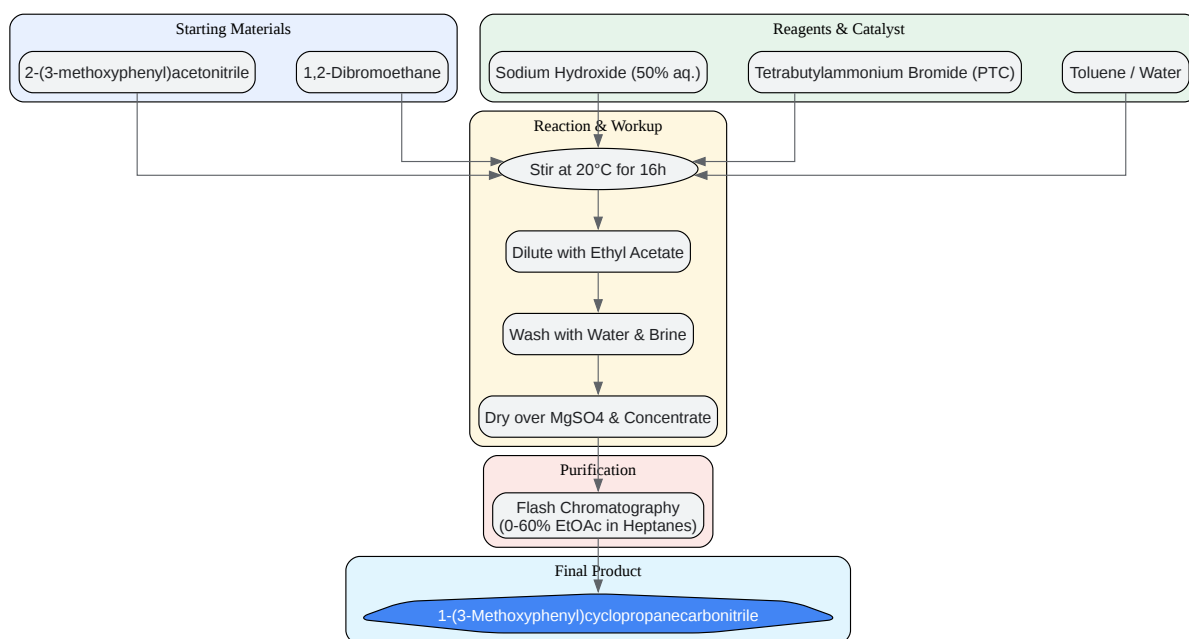 Starting Materials
Reagents & Catalyst
2-(3-methoxyphenyl)acetonitrile
1,2-Dibromoethane
Sodium Hydroxide (50% aq.)
Tetrabutylammonium Bromide (PTC)
Toluene / Water
Reaction & Workup
Stir at 20°C for 16h
Dilute with Ethyl Acetate
Wash with Water & Brine
Dry over MgSO4 & Concentrate
Purification
Flash Chromatography
(0-60% EtOAc in Heptanes)
Final Product
1-(3-Methoxyphenyl)cyclopropanecarbonitrile